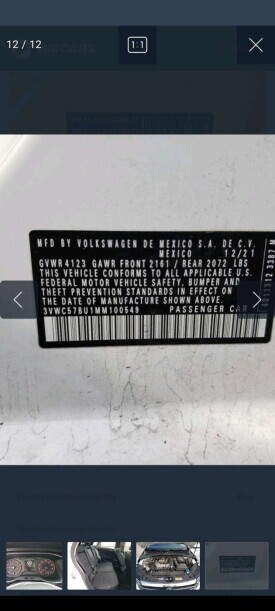 12 / 12
1:1
MFD BY VOLKSWAGEN DE MEXICO S.A. DE C.V.
MEXICO 12/21
GVWR 4123 GAWR FRONT 2161 / REAR 2072 LBS
THIS VEHICLE CONFORMS TO ALL APPLICABLE U.S.
FEDERAL MOTOR VEHICLE SAFETY, BUMPER AND
THEFT PREVENTION STANDARDS IN EFFECT ON
THE DATE OF MANUFACTURE SHOWN ABOVE.
3VWC57BU1MM100549 PASSENGER CAR